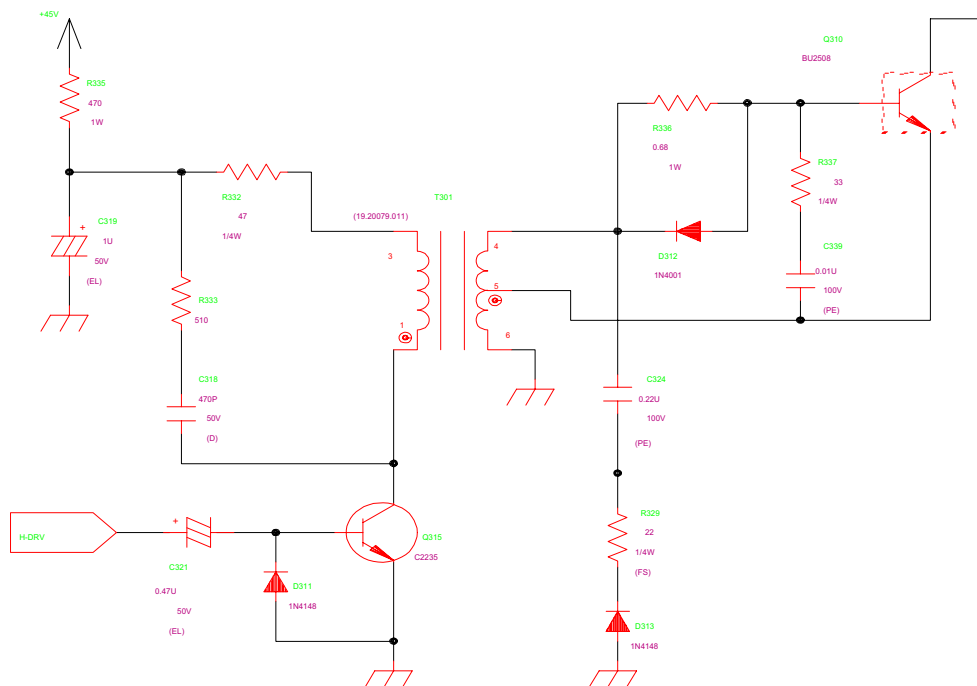 +45V
R335
470
1W
C319
+
1U
50V
(EL)
R332
47
1/4W
R333
510
C318
470P
50V
(D)
H-DRV
+
C321
0.47U
50V
(EL)
D311
1N4148
Q315
C2235
T301
(19.20079.011)
3
1
4
5
6
R336
0.68
1W
D312
1N4001
Q310
BU2508
R337
33
1/4W
C339
0.01U
100V
(PE)
C324
0.22U
100V
(PE)
R329
22
1/4W
(FS)
D313
1N4148